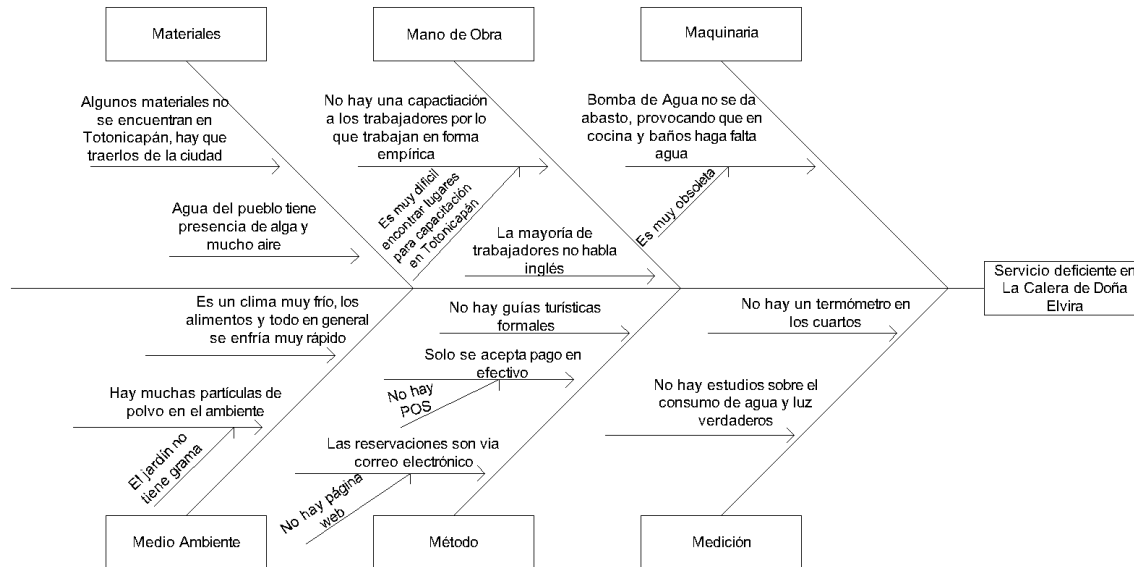 Materiales
Mano de Obra
Maquinaria
Algunos materiales no
se encuentran en
Totonicapán, hay que
traerlos de la ciudad
No hay una capactiación
a los trabajadores por lo
que trabajan en forma
empírica
Bomba de Agua no se da
abasto, provocando que en
cocina y baños haga falta
agua
Es muy difícil
encontrar lugares
para capacitación
en Totonicapán
Es muy obsoleta
Agua del pueblo tiene
presencia de alga y
mucho aire
La mayoría de
trabajadores no habla
inglés
Servicio deficiente en
La Calera de Doña
Elvira
Es un clima muy frío, los
alimentos y todo en general
se enfría muy rápido
No hay guías turísticas
formales
No hay un termómetro en
los cuartos
Solo se acepta pago en
efectivo
No hay
POS
Hay muchas partículas de
polvo en el ambiente
El jardín no
tiene grama
No hay estudios sobre el
consumo de agua y luz
verdaderos
Las reservaciones son vía
correo electrónico
No hay página
web
Medio Ambiente
Método
Medición